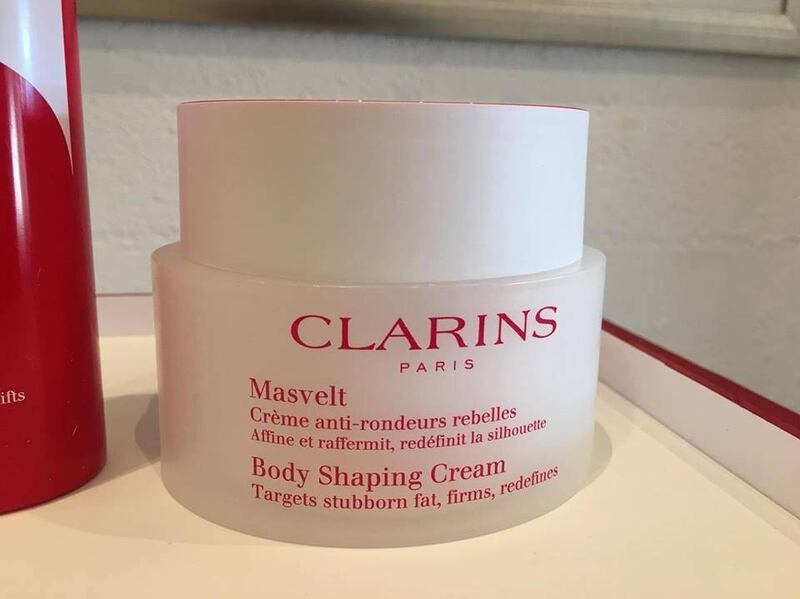 CLARINS
PARIS
Masvelt
Crème anti-rondeurs rebelles
Affine et raffermit, redéfinit la silhouette
Body Shaping Cream
Targets stubborn fat, firms, redefines